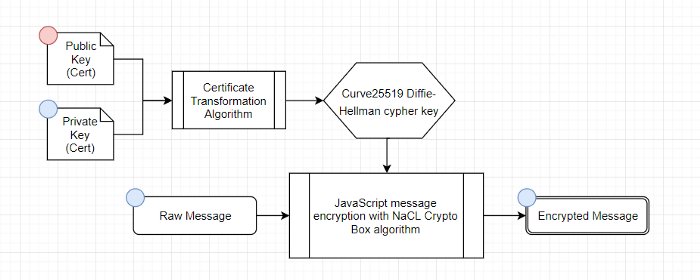 Public
Key
(Cert)
Certificate
Transformation
Algorithm
Curve25519 Diffie-
Hellman cypher key
Private
Key
(Cert)
Raw Message
JavaScript message
encryption with NaCL Crypto
Box algorithm
Encrypted Message